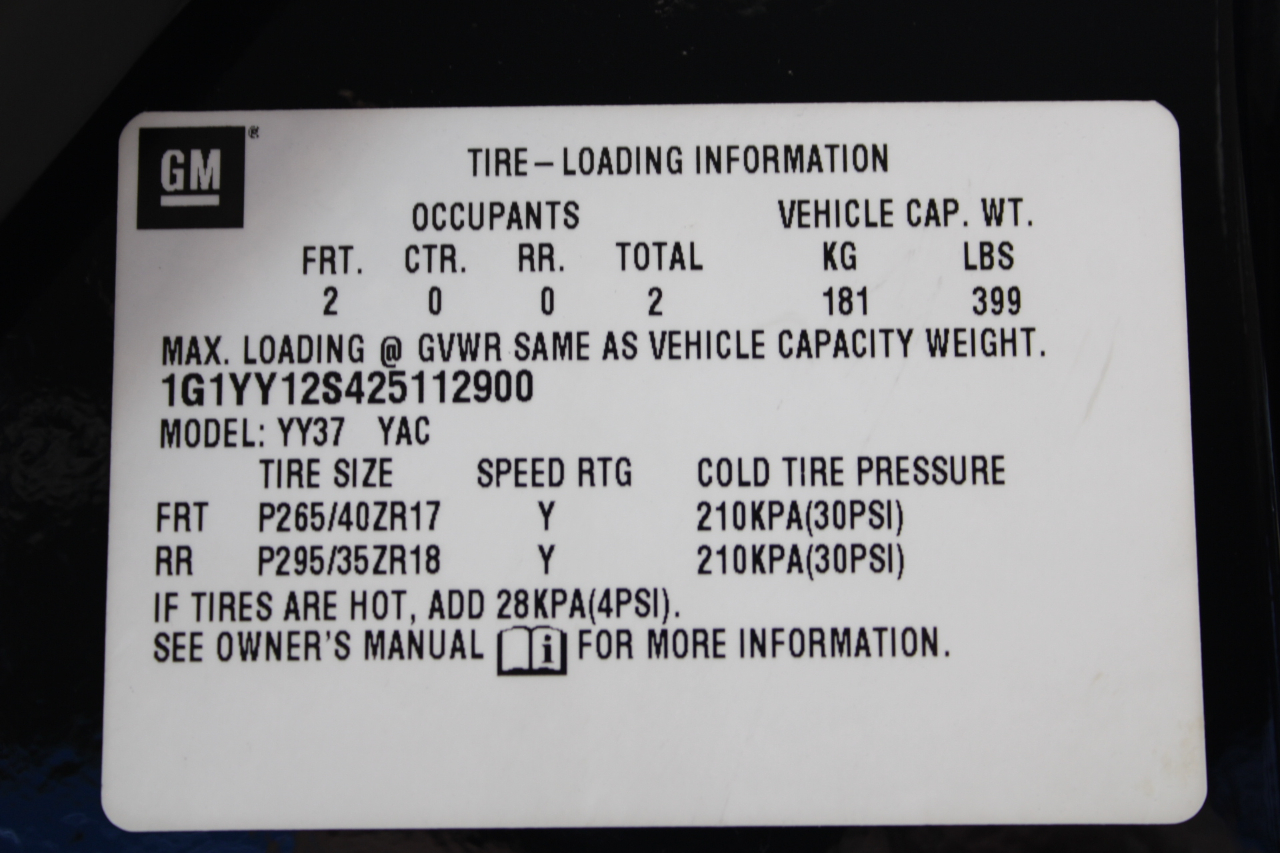 GM ®
TIRE–LOADING INFORMATION
OCCUPANTS VEHICLE CAP. WT.
FRT. CTR. RR. TOTAL KG LBS
2 0 0 2 181 399
MAX. LOADING @ GVWR SAME AS VEHICLE CAPACITY WEIGHT.
1G1YY12S425112900
MODEL: YY37 YAC
TIRE SIZE SPEED RTG COLD TIRE PRESSURE
FRT P265/40ZR17 Y 210KPA(30PSI)
RR P295/35ZR18 Y 210KPA(30PSI)
IF TIRES ARE HOT, ADD 28KPA(4PSI).
SEE OWNER'S MANUAL i FOR MORE INFORMATION.